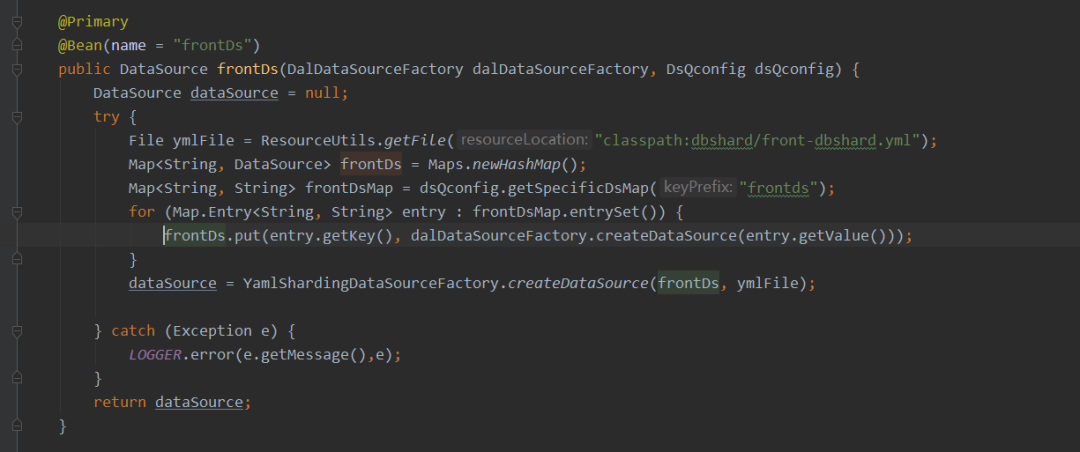 @Primary
@Bean(name = "frontDs")
public DataSource frontDs(DalDataSourceFactory dalDataSourceFactory, DsQconfig dsQconfig) {
DataSource dataSource = null;
try {
File ymlFile = ResourceUtils.getFile( resourceLocation: "classpath:dbshard/front-dbshard.yml");
Map<String, DataSource> frontDs = Maps.newHashMap();
Map<String, String> frontDsMap = dsQconfig.getSpecificDsMap( keyPrefix: "frontds");
for (Map.Entry<String, String> entry : frontDsMap.entrySet()) {
frontDs.put(entry.getKey(), dalDataSourceFactory.createDataSource(entry.getValue()));
}
dataSource = YamlShardingDataSourceFactory.createDataSource(frontDs, ymlFile);
} catch (Exception e) {
LOGGER.error(e.getMessage(),e);
}
return dataSource;
}